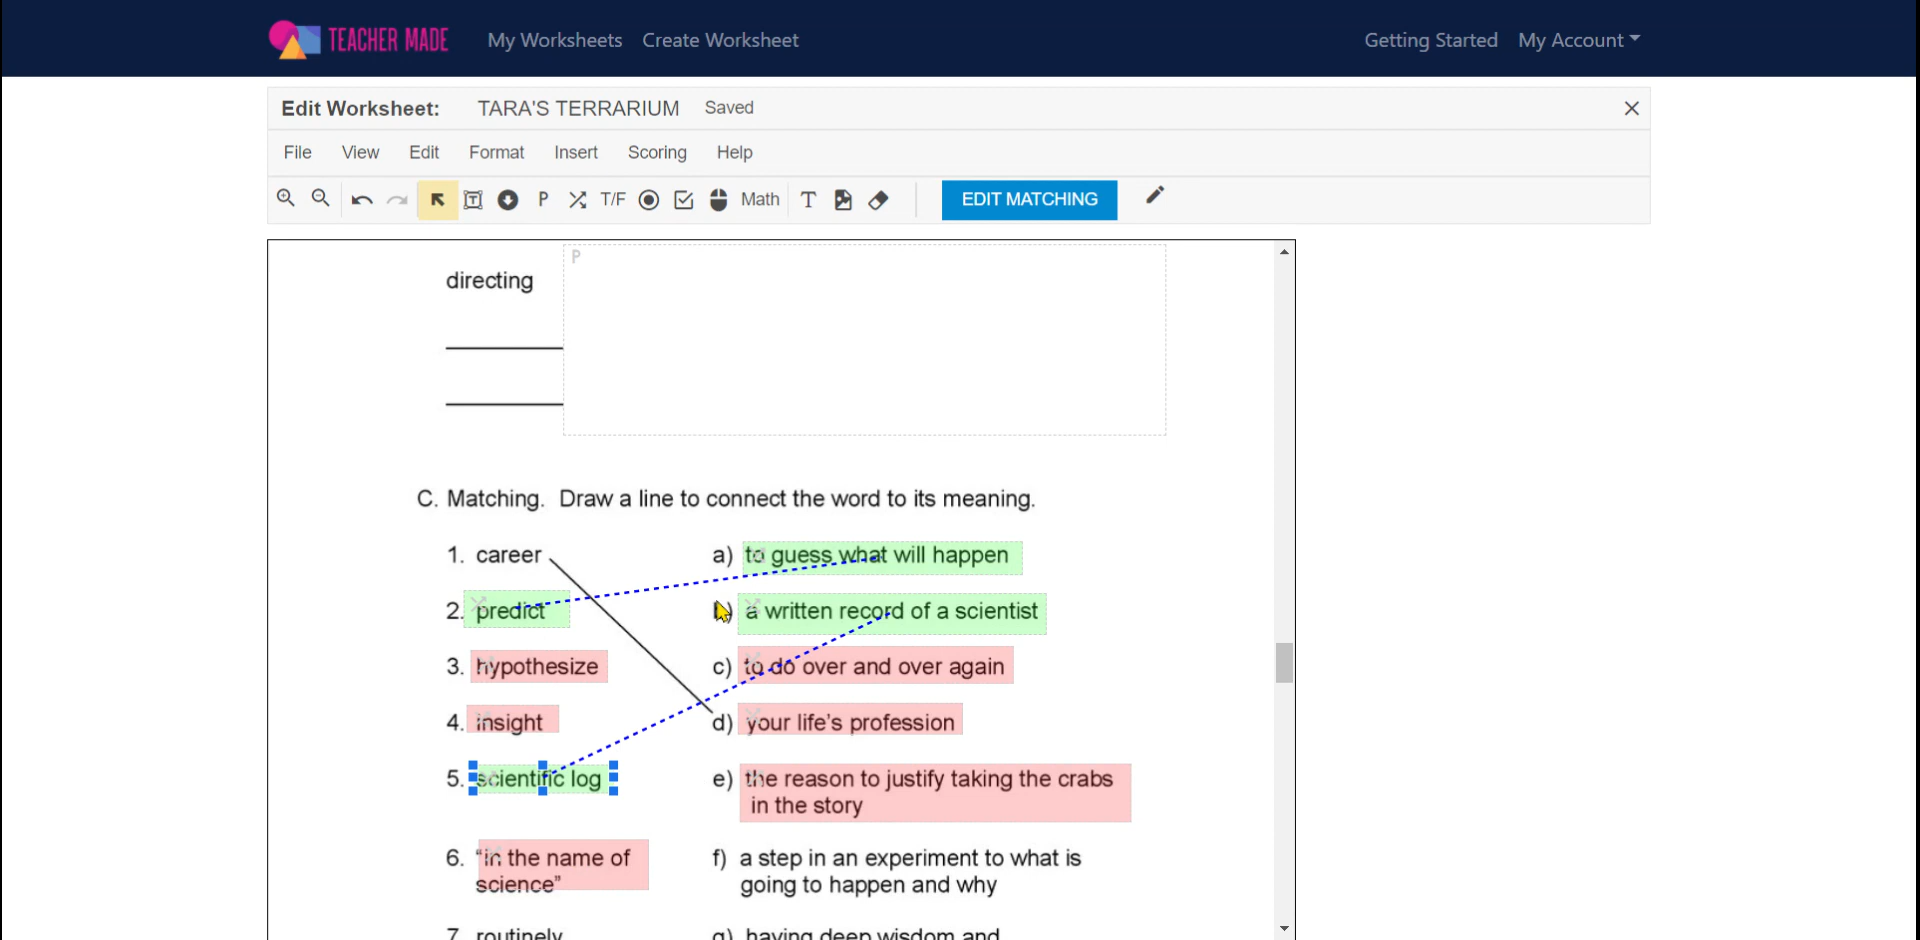 TEACHER MADE My Worksheets Create Worksheet Getting Started My Account
Edit Worksheet: TARA'S TERRARIUM Saved
File View Edit Format Insert Scoring Help
T P T/F Math T EDIT MATCHING
P
directing
C. Matching. Draw a line to connect the word to its meaning.
1. career a) to guess what will happen
2. predict b) a written record of a scientist
3. hypothesize c) to do over and over again
4. insight d) your life's profession
5. scientific log e) the reason to justify taking the crabs
in the story
6. "in the name of f) a step in an experiment to what is
science" going to happen and why
7. routinely g) having deep wisdom and